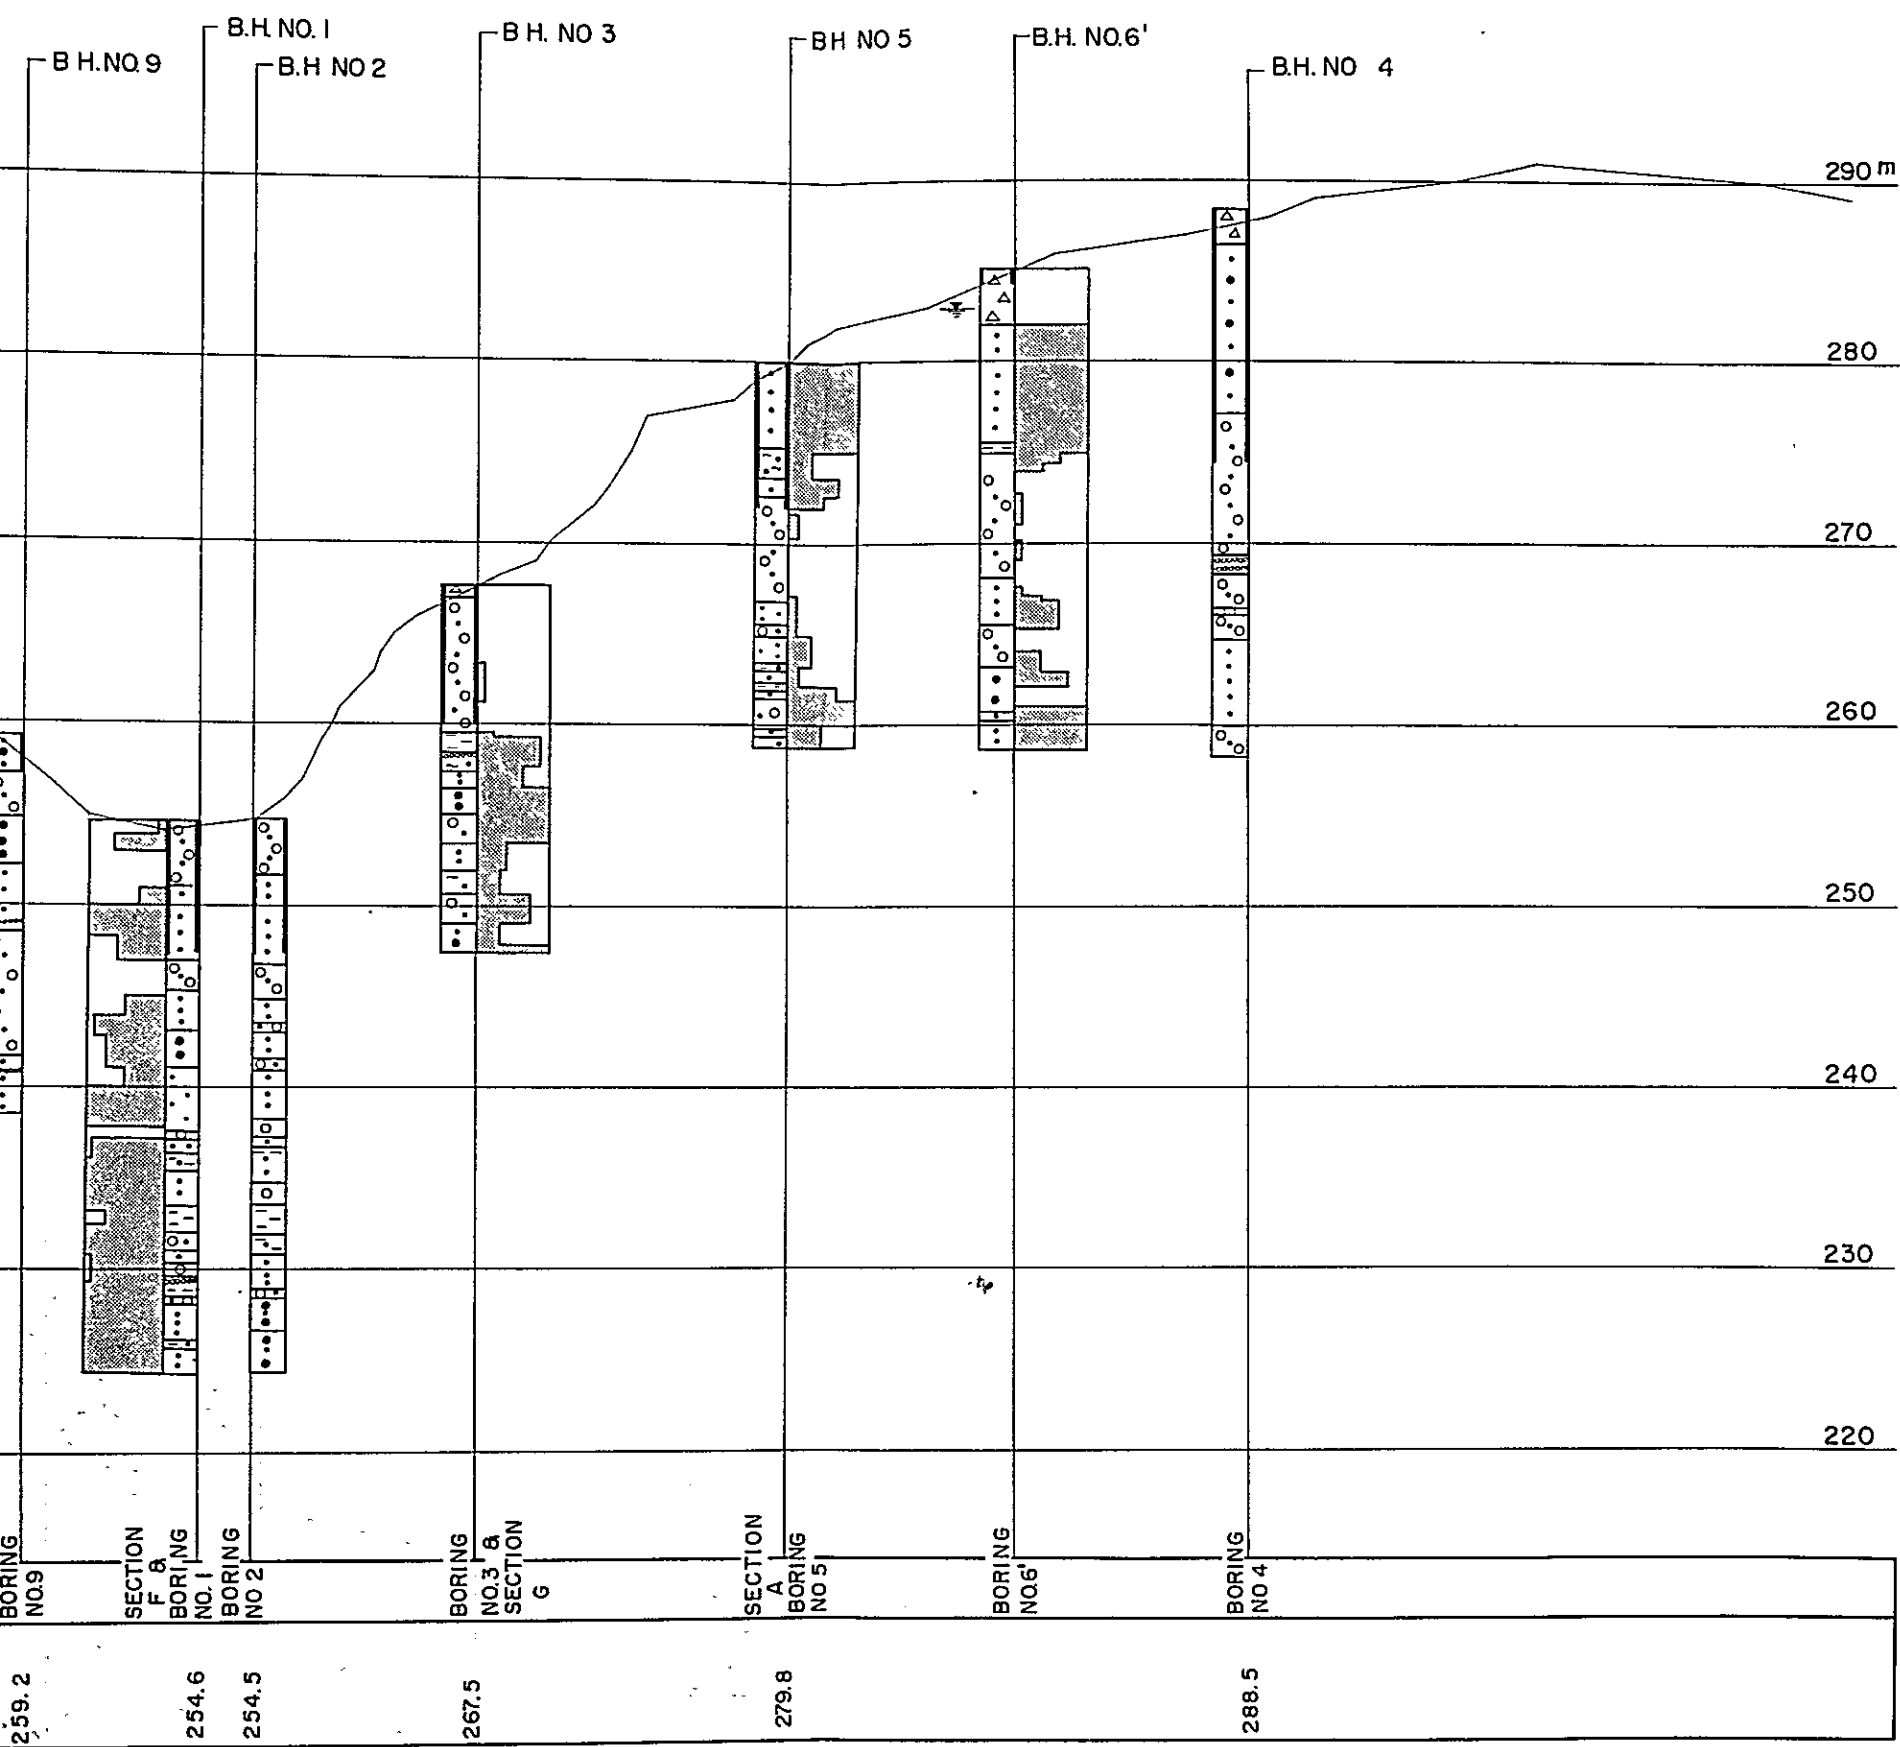 B.H. NO. 1
B H. NO 3
BH NO 5
B.H. NO.6'
B H.NO.9
B.H NO 2
B.H. NO 4
290 m
280
270
260
250
240
230
220
BORING
NO.9
SECTION
F &
BORING
NO. 1
BORING
NO 2
BORING
NO.3 &
SECTION
G
SECTION
A
BORING
NO 5
BORING
NO.6'
BORING
NO 4
259.2
254.6
254.5
267.5
279.8
288.5